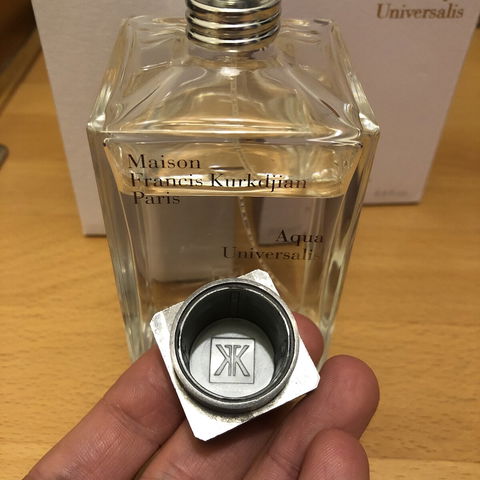 Universalis
Maison
Francis Kurkdjian
Paris
Aqua
Universalis